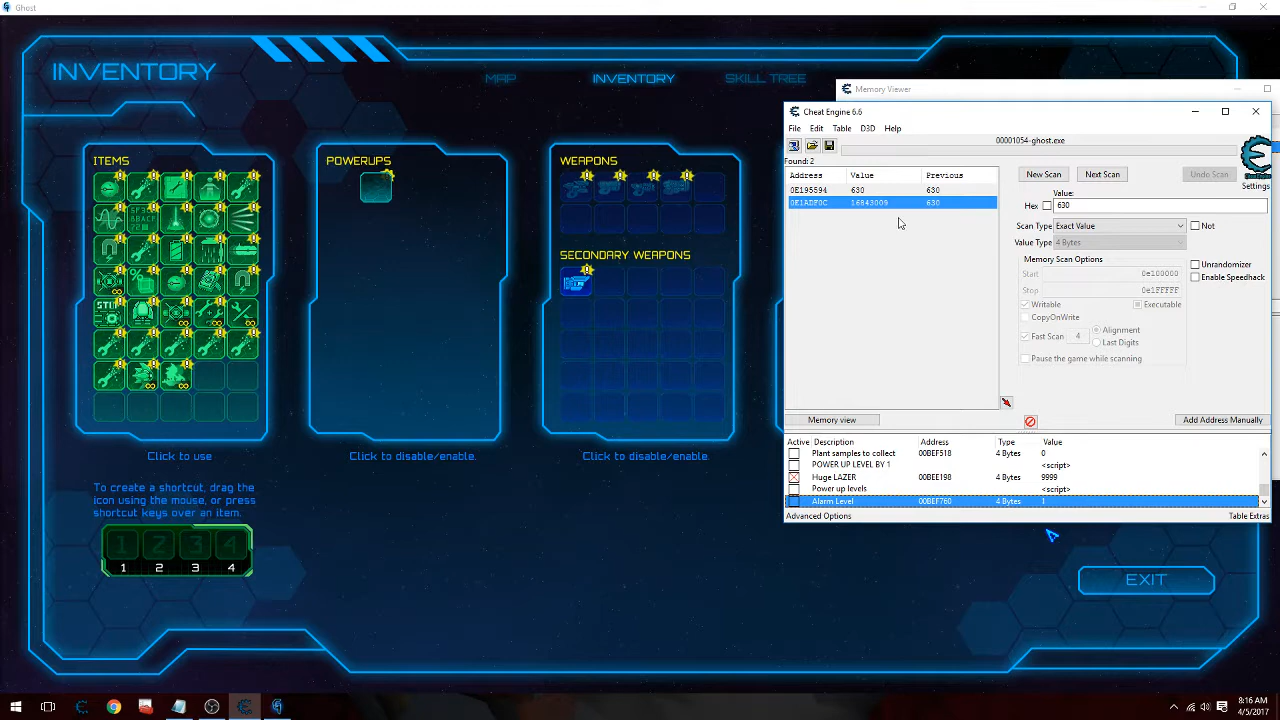 Ghost
INVENTORY
MAP
INVENTORY
SKILL TREE
ITEMS
POWERUPS
WEAPONS
SECONDARY WEAPONS
Click to use
Click to disable/enable.
Click to disable/enable.
To create a shortcut, drag the
icon using the mouse, or press
shortcut keys over an item.
1 2 3 4
1 2 3 4
EXIT
Memory Viewer
Cheat Engine 6.6
File Edit Table D3D Help
00001054-ghost.exe
Found: 2
Address Value Previous
0E195594 630 630
0E1ADF0C 16843009 630
New Scan Next Scan Undo Scan
Settings
Value:
Hex 630
Scan Type Exact Value Not
Value Type 4 Bytes
Memory Scan Options
Start 0e100000
Stop 0e1FFFFF
Writable Executable
CopyOnWrite
Fast Scan 4 Alignment
Last Digits
Pause the game while scanning
Unrandomizer
Enable Speedhack
Memory view Add Address Manually
Active Description Address Type Value
Plant samples to collect 00BEF518 4 Bytes 0
POWER UP LEVEL BY 1 <script>
Huge LAZER 00BEE198 4 Bytes 9999
Power up levels <script>
Alarm Level 00BEF760 4 Bytes 1
Advanced Options Table Extras
8:16 AM
4/5/2017